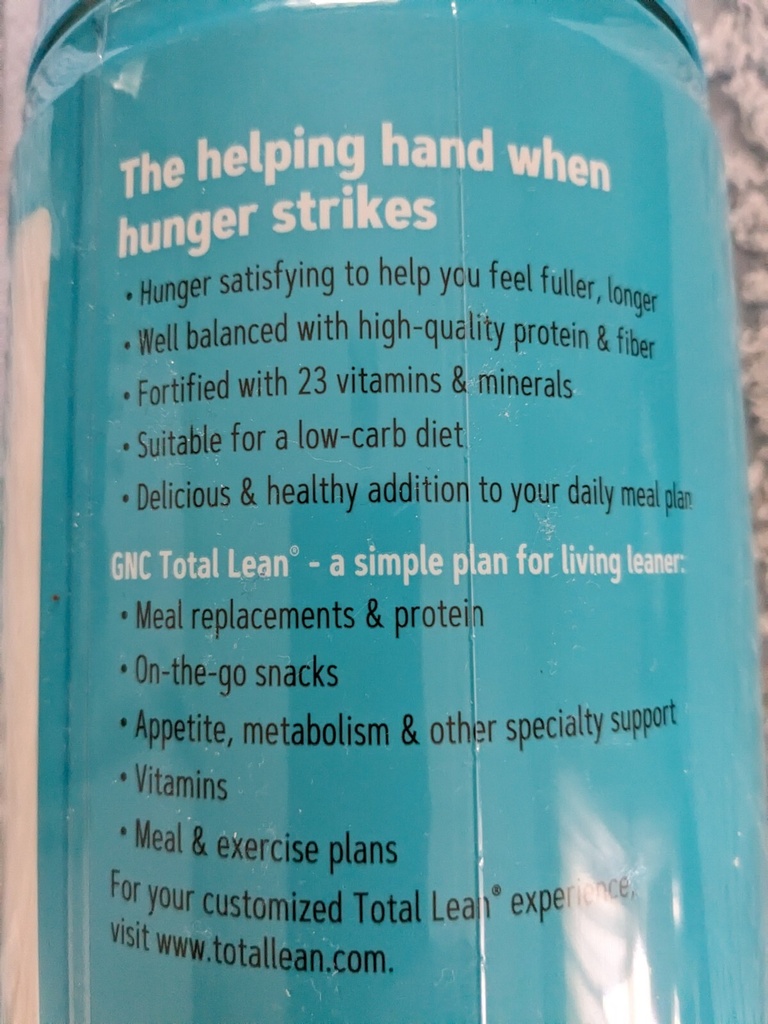 The helping hand when
hunger strikes
• Hunger satisfying to help you feel fuller, longer
• Well balanced with high-quality protein & fiber
• Fortified with 23 vitamins & minerals
• Suitable for a low-carb diet
• Delicious & healthy addition to your daily meal plan
GNC Total Lean® - a simple plan for living leaner:
• Meal replacements & protein
• On-the-go snacks
• Appetite, metabolism & other specialty support
• Vitamins
• Meal & exercise plans
For your customized Total Lean® experience,
visit www.totallean.com.